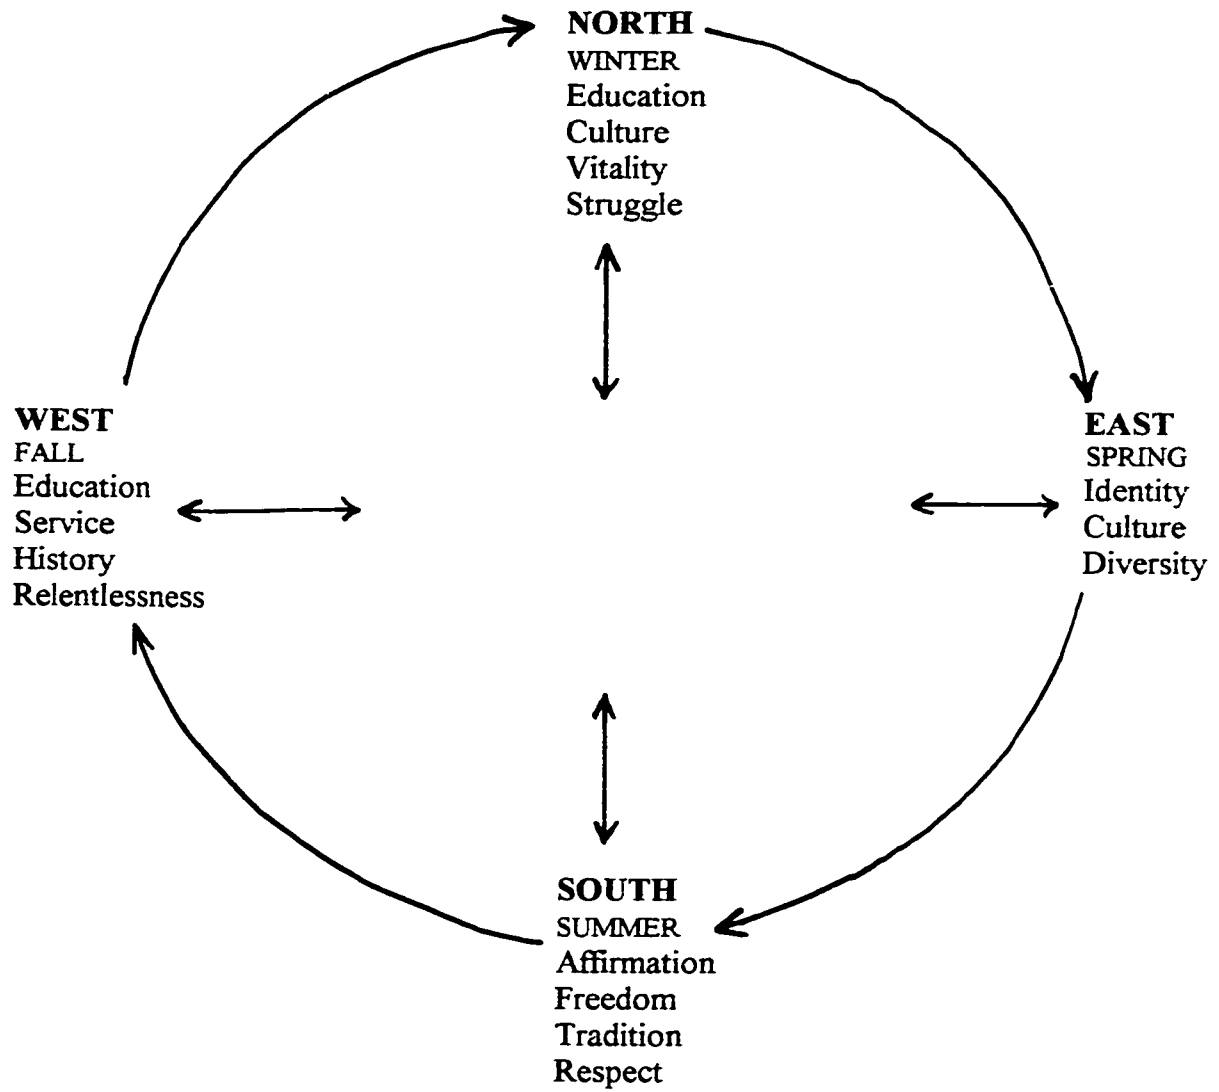 NORTH
WINTER
Education
Culture
Vitality
Struggle
WEST
FALL
Education
Service
History
Relentlessness
EAST
SPRING
Identity
Culture
Diversity
SOUTH
SUMMER
Affirmation
Freedom
Tradition
Respect